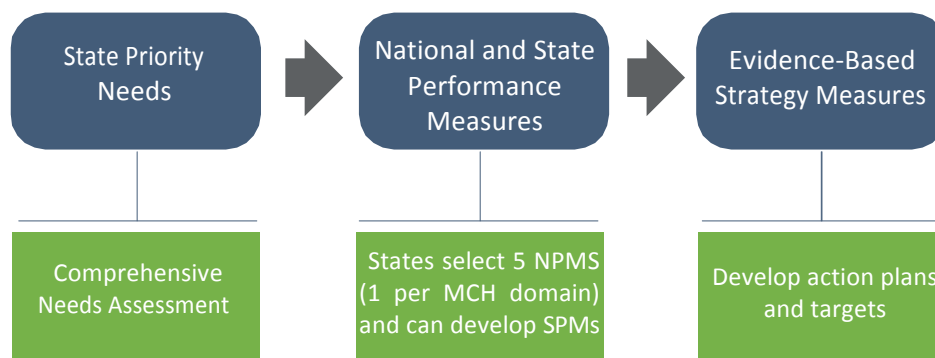 State Priority
Needs
National and State
Performance
Measures
Evidence-Based
Strategy Measures
Comprehensive
Needs Assessment
States select 5 NPMS
(1 per MCH domain)
and can develop SPMs
Develop action plans
and targets